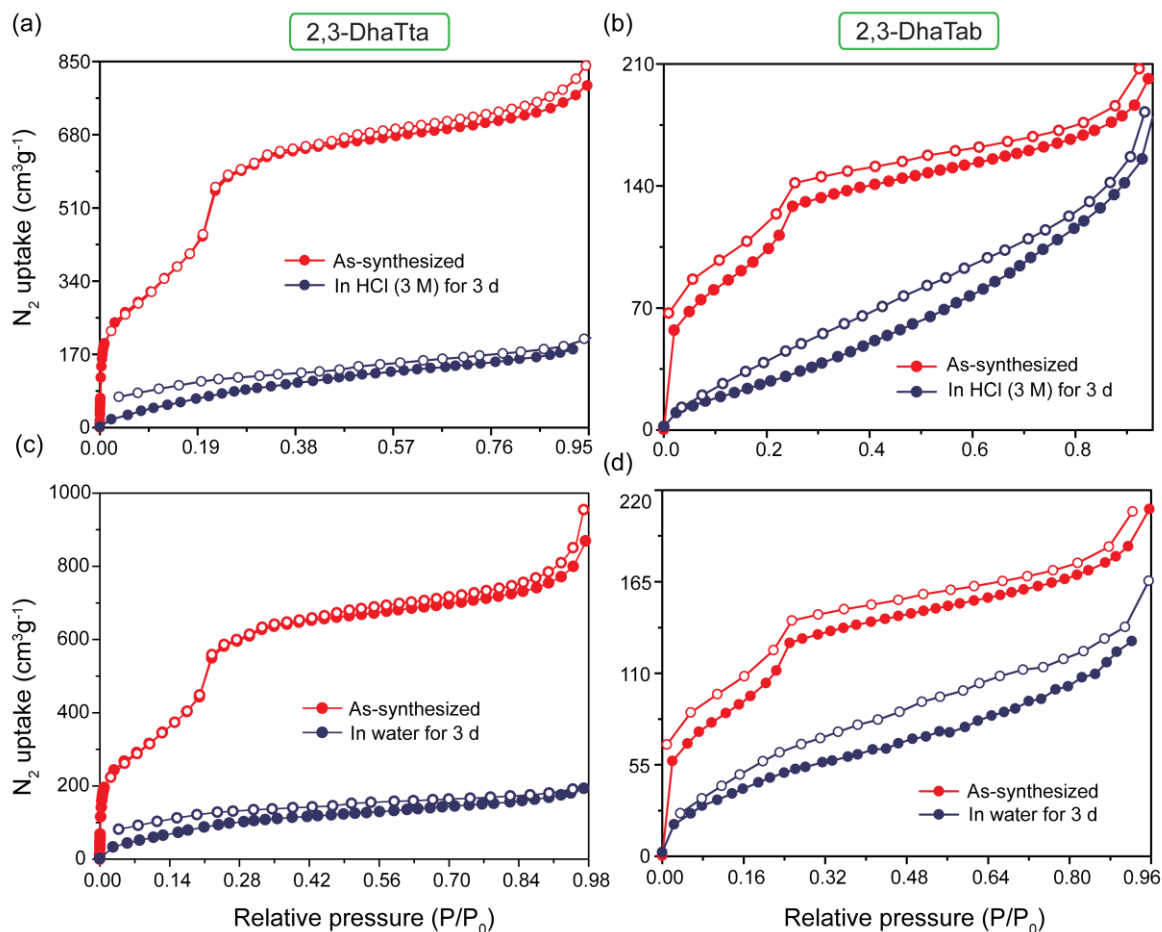 (a)
2,3-DhaTta
850
680
510
340
170
0
N₂ uptake (cm³g⁻¹)
As-synthesized
In HCl (3 M) for 3 d
0.00 0.19 0.38 0.57 0.76 0.95
(b)
2,3-DhaTab
210
140
70
0
As-synthesized
In HCl (3 M) for 3 d
0.0 0.2 0.4 0.6 0.8
(c)
1000
800
600
400
200
0
N₂ uptake (cm³g⁻¹)
As-synthesized
In water for 3 d
0.00 0.14 0.28 0.42 0.56 0.70 0.84 0.98
Relative pressure (P/P₀)
(d)
220
165
110
55
0
As-synthesized
In water for 3 d
0.00 0.16 0.32 0.48 0.64 0.80 0.96
Relative pressure (P/P₀)